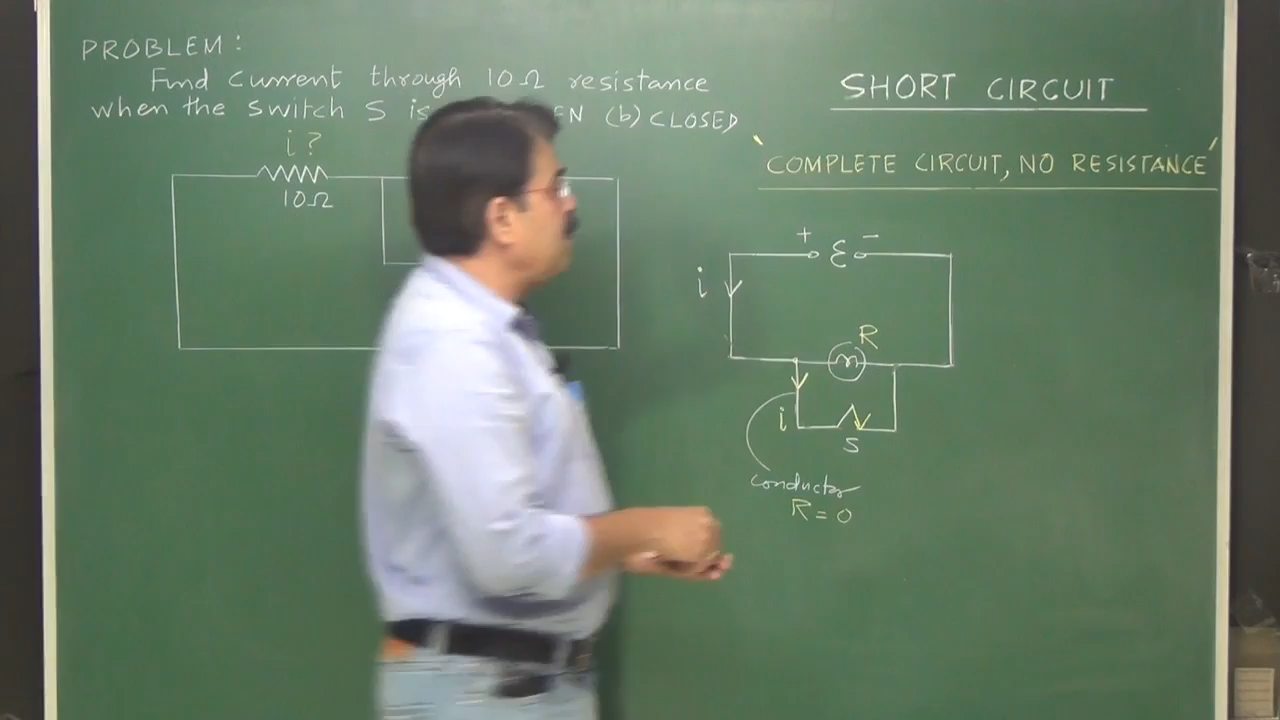 PROBLEM:
Find current through 10Ω resistance
when the switch S is EN (b) CLOSED
i?
10Ω
SHORT CIRCUIT
'COMPLETE CIRCUIT, NO RESISTANCE'
+ ε -
i
R
i
S
conductor
R = 0